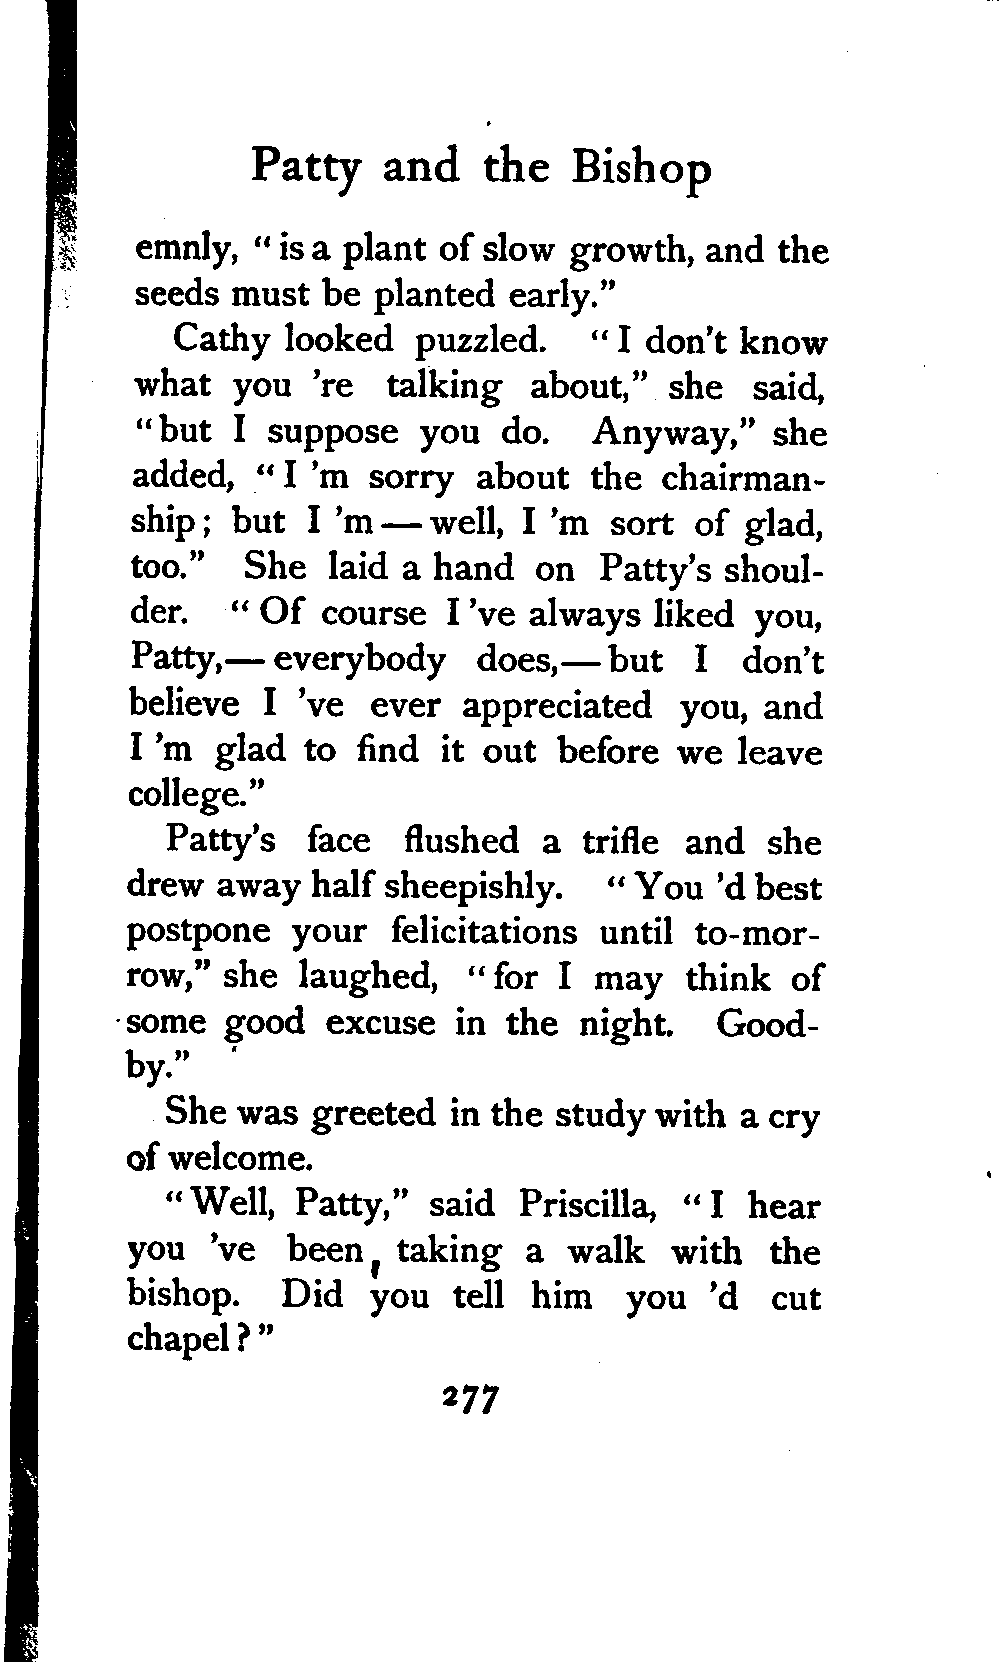 Patty and the Bishop
emnly, “ is a plant of slow growth, and the
seeds must be planted early.”
Cathy looked puzzled. “ I don't know
what you 're talking about,” she said,
“but I suppose you do. Anyway,” she
added, “ I 'm sorry about the chairman-
ship; but I 'm — well, I 'm sort of glad,
too.” She laid a hand on Patty's shoul-
der. “ Of course I 've always liked you,
Patty,— everybody does,— but I don't
believe I 've ever appreciated you, and
I 'm glad to find it out before we leave
college.”
Patty's face flushed a trifle and she
drew away half sheepishly. “ You 'd best
postpone your felicitations until to-mor-
row,” she laughed, “for I may think of
some good excuse in the night. Good-
by.”
She was greeted in the study with a cry
of welcome.
“Well, Patty,” said Priscilla, “I hear
you 've been taking a walk with the
bishop. Did you tell him you 'd cut
chapel?”
277